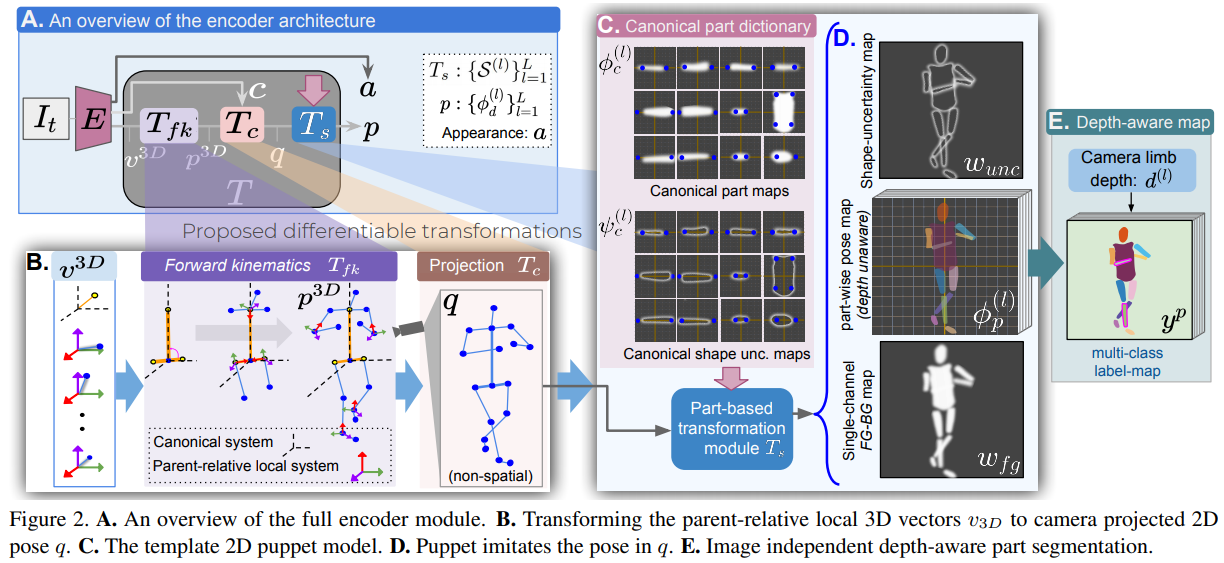 A. An overview of the encoder architecture
I_t
E
T_{fk}
T_c
T_s
c
a
p
v^{3D}
p^{3D}
q
T
T_s : {S^{(l)}}_{l=1}^{L}
p : {ϕ_d^{(l)}}_{l=1}^{L}
Appearance: a
Proposed differentiable transformations
B.
v^{3D}
Forward kinematics T_{fk}
p^{3D}
Canonical system
Parent-relative local system
Projection T_c
q
(non-spatial)
C. Canonical part dictionary
ϕ_c^{(l)}
Canonical part maps
ψ_c^{(l)}
Canonical shape unc. maps
Part-based
transformation
module T_s
D.
Shape-uncertainty map
w_{unc}
part-wise pose map
(depth unaware)
ϕ_p^{(l)}
Single-channel
FG-BG map
w_{fg}
E. Depth-aware map
Camera limb
depth: d^{(l)}
y^p
multi-class
label-map
Figure 2. A. An overview of the full encoder module. B. Transforming the parent-relative local 3D vectors v_{3D} to camera projected 2D
pose q. C. The template 2D puppet model. D. Puppet imitates the pose in q. E. Image independent depth-aware part segmentation.